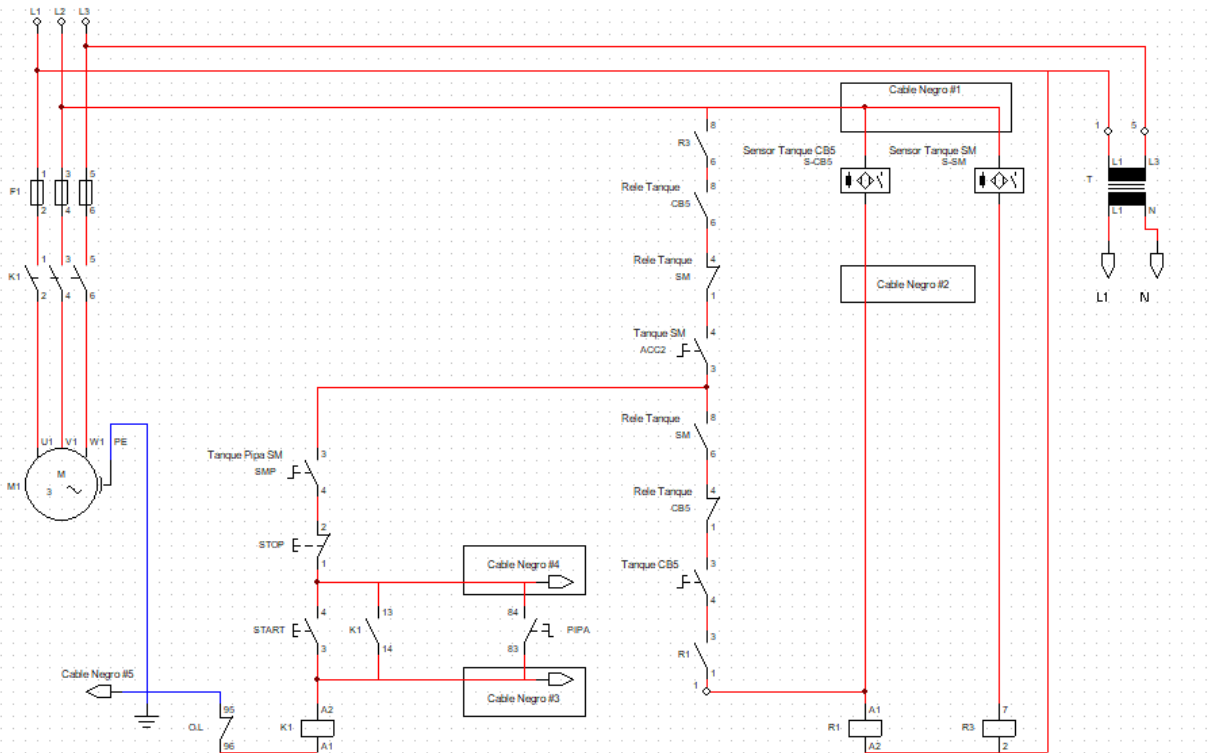 L1 L2 L3
Cable Negro #1
8
R3
6
Sensor Tanque CB5
S-CB5
Sensor Tanque SM
S-SM
1 5
L1 L3
T
L1 N
L1 N
F1
1 3 5
2 4 6
Rele Tanque
CB5
8
6
K1
1 3 5
2 4 6
Rele Tanque
SM
4
1
Cable Negro #2
Tanque SM
ACC2
4
3
Rele Tanque
SM
8
6
U1 V1 W1 PE
M1
M
3
Tanque Pipa SM
SMP
3
4
Rele Tanque
CB5
4
1
STOP
2
1
Cable Negro #4
Tanque CB5
3
4
START
4
3
K1
13
14
84
83
PIPA
R1
3
1
1
Cable Negro #3
Cable Negro #5
95
O.L
96
A2
K1
A1
A1
R1
A2
7
R3
2